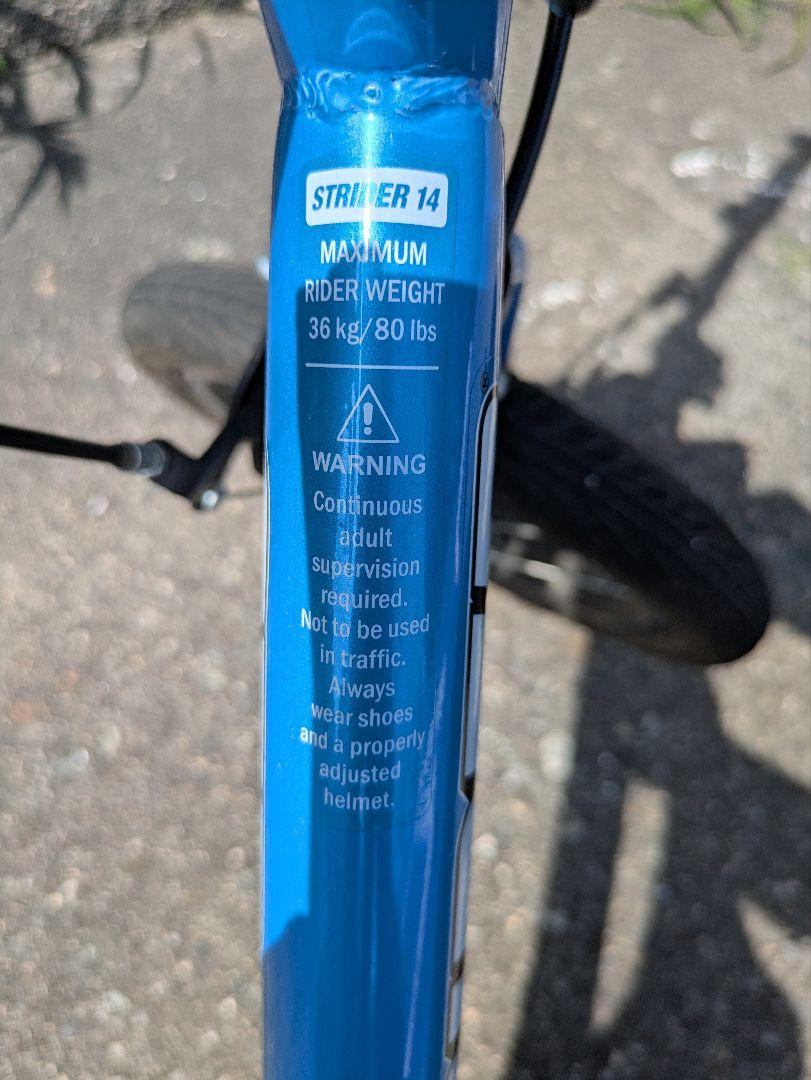 STRIDER 14
MAXIMUM
RIDER WEIGHT
36 kg/80 lbs
WARNING
Continuous
adult
supervision
required.
Not to be used
in traffic.
Always
wear shoes
and a properly
adjusted
helmet.